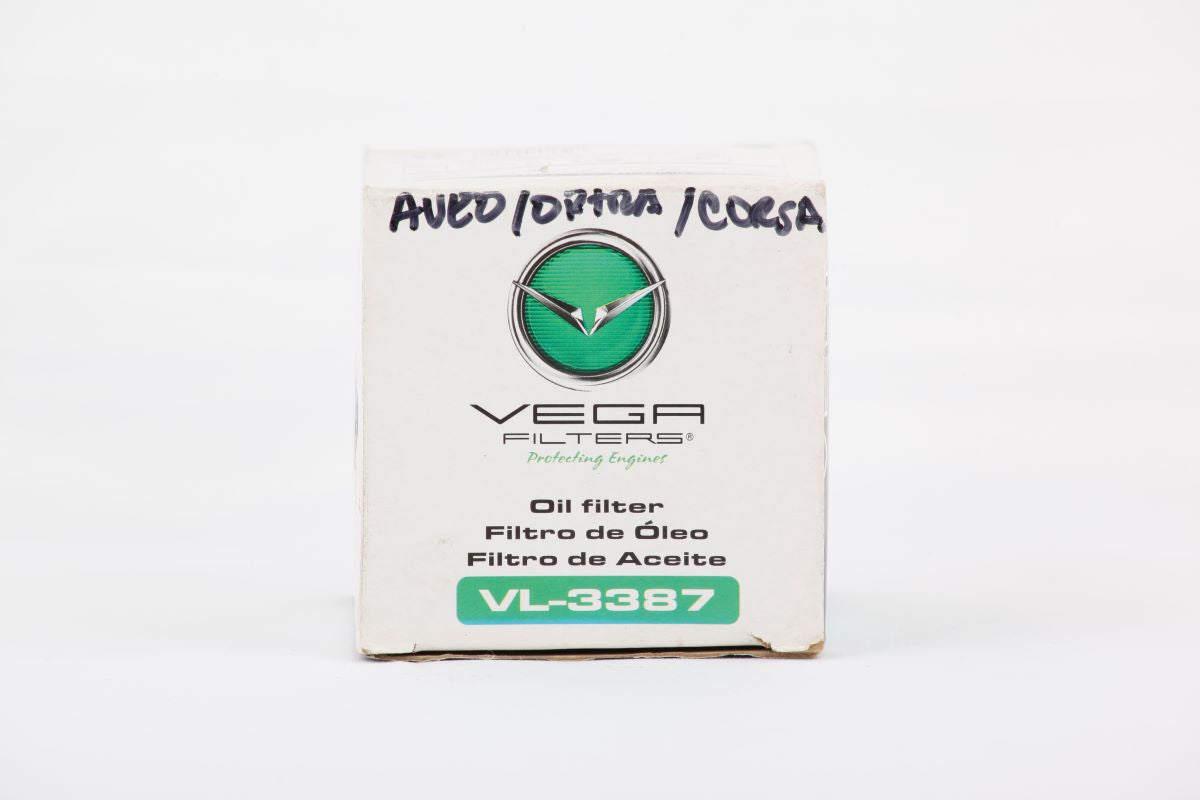 AVEO/OPTRA/CORSA
VEGA
FILTERS®
Protecting Engines
Oil filter
Filtro de Óleo
Filtro de Aceite
VL-3387